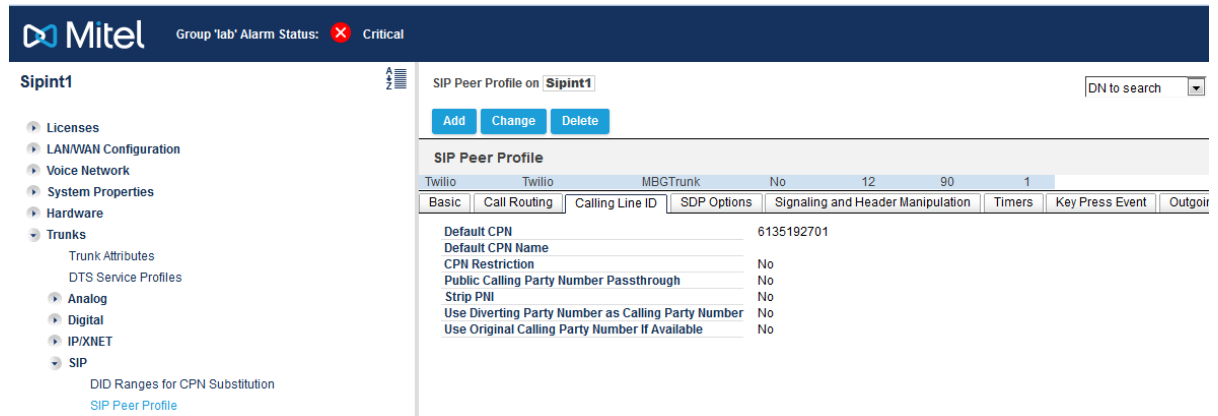 Mitel Group 'lab' Alarm Status: Critical
Sipint1
A
Z
Licenses
LAN/WAN Configuration
Voice Network
System Properties
Hardware
Trunks
Trunk Attributes
DTS Service Profiles
Analog
Digital
IP/XNET
SIP
DID Ranges for CPN Substitution
SIP Peer Profile
SIP Peer Profile on Sipint1
DN to search
Add Change Delete
SIP Peer Profile
Twilio Twilio MBGTrunk No 12 90 1
Basic Call Routing Calling Line ID SDP Options Signaling and Header Manipulation Timers Key Press Event Outgoin
Default CPN 6135192701
Default CPN Name
CPN Restriction No
Public Calling Party Number Passthrough No
Strip PNI No
Use Diverting Party Number as Calling Party Number No
Use Original Calling Party Number If Available No